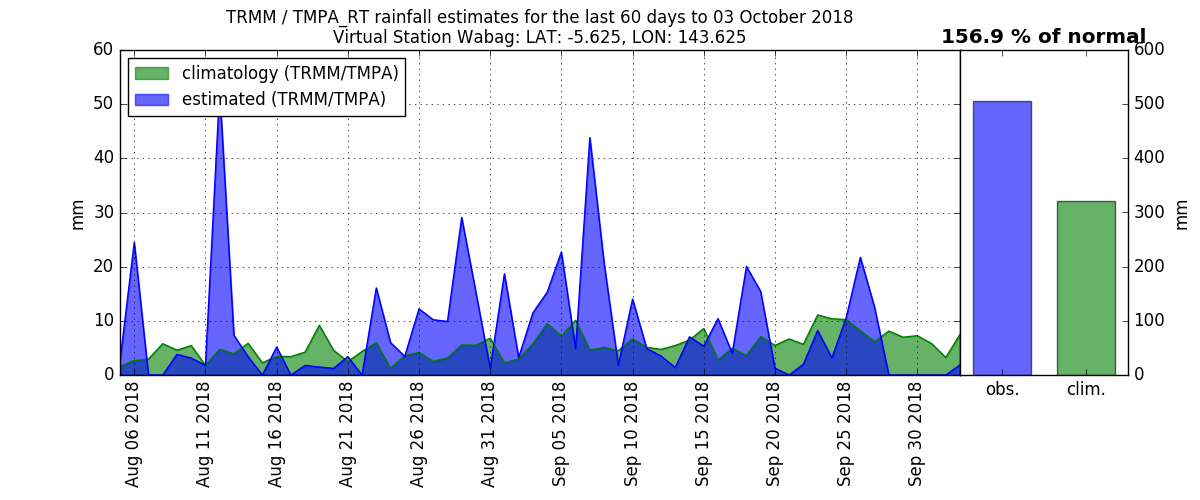 TRMM / TMPA_RT rainfall estimates for the last 60 days to 03 October 2018
Virtual Station Wabag: LAT: -5.625, LON: 143.625
156.9 % of normal
climatology (TRMM/TMPA)
estimated (TRMM/TMPA)
60
50
40
30
20
10
0
mm
Aug 06 2018
Aug 11 2018
Aug 16 2018
Aug 21 2018
Aug 26 2018
Aug 31 2018
Sep 05 2018
Sep 10 2018
Sep 15 2018
Sep 20 2018
Sep 25 2018
Sep 30 2018
600
500
400
300
200
100
0
mm
obs.
clim.